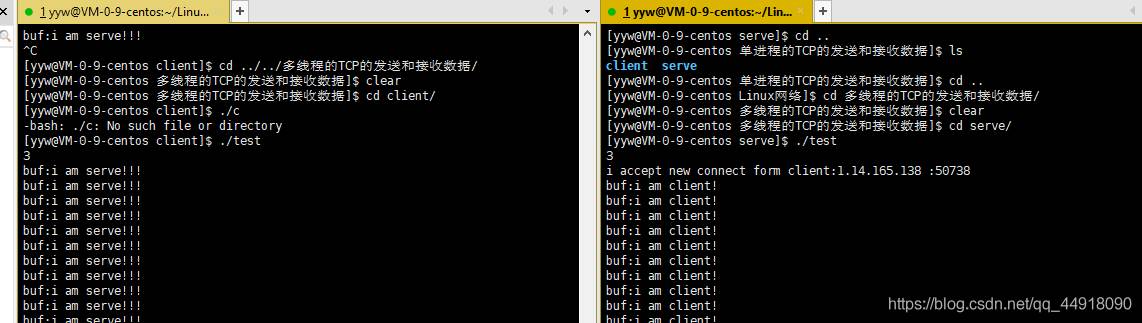 1 yyw@VM-0-9-centos:~/Linu...
buf:i am serve!!!
^C
[yyw@VM-0-9-centos client]$ cd ../../多线程的TCP的发送和接收数据/
[yyw@VM-0-9-centos 多线程的TCP的发送和接收数据]$ clear
[yyw@VM-0-9-centos 多线程的TCP的发送和接收数据]$ cd client/
[yyw@VM-0-9-centos client]$ ./c
-bash: ./c: No such file or directory
[yyw@VM-0-9-centos client]$ ./test
3
buf:i am serve!!!
buf:i am serve!!!
buf:i am serve!!!
buf:i am serve!!!
buf:i am serve!!!
buf:i am serve!!!
buf:i am serve!!!
buf:i am serve!!!
buf:i am serve!!!
buf:i am serve!!!
buf:i am serve!!!
1 yyw@VM-0-9-centos:~/Lin...
[yyw@VM-0-9-centos serve]$ cd ..
[yyw@VM-0-9-centos 单进程的TCP的发送和接收数据]$ ls
client serve
[yyw@VM-0-9-centos 单进程的TCP的发送和接收数据]$ cd ..
[yyw@VM-0-9-centos Linux网络]$ cd 多线程的TCP的发送和接收数据/
[yyw@VM-0-9-centos 多线程的TCP的发送和接收数据]$ clear
[yyw@VM-0-9-centos 多线程的TCP的发送和接收数据]$ cd serve/
[yyw@VM-0-9-centos serve]$ ./test
3
i accept new connect form client:1.14.165.138 :50738
buf:i am client!
buf:i am client!
buf:i am client!
buf:i am client!
buf:i am client!
buf:i am client!
buf:i am client!
buf:i am client!
buf:i am client!
buf:i am client!
https://blog.csdn.net/qq_44918090